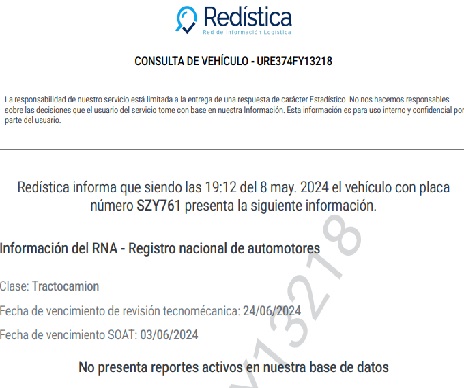 Redística
Red de Información Logística
CONSULTA DE VEHÍCULO - URE374FY13218
La responsabilidad de nuestro servicio está limitada a la entrega de una respuesta de carácter Estadístico. No nos hacemos responsables
sobre las decisiones que el usuario del servicio tome con base en nuestra Información. Esta información es para uso interno y confidencial por
parte del usuario.
Redística informa que siendo las 19:12 del 8 may. 2024 el vehículo con placa
número SZY761 presenta la siguiente información.
Información del RNA - Registro nacional de automotores
Clase: Tractocamion
Fecha de vencimiento de revisión tecnomécanica: 24/06/2024
Fecha de vencimiento SOAT: 03/06/2024
No presenta reportes activos en nuestra base de datos
Y13218